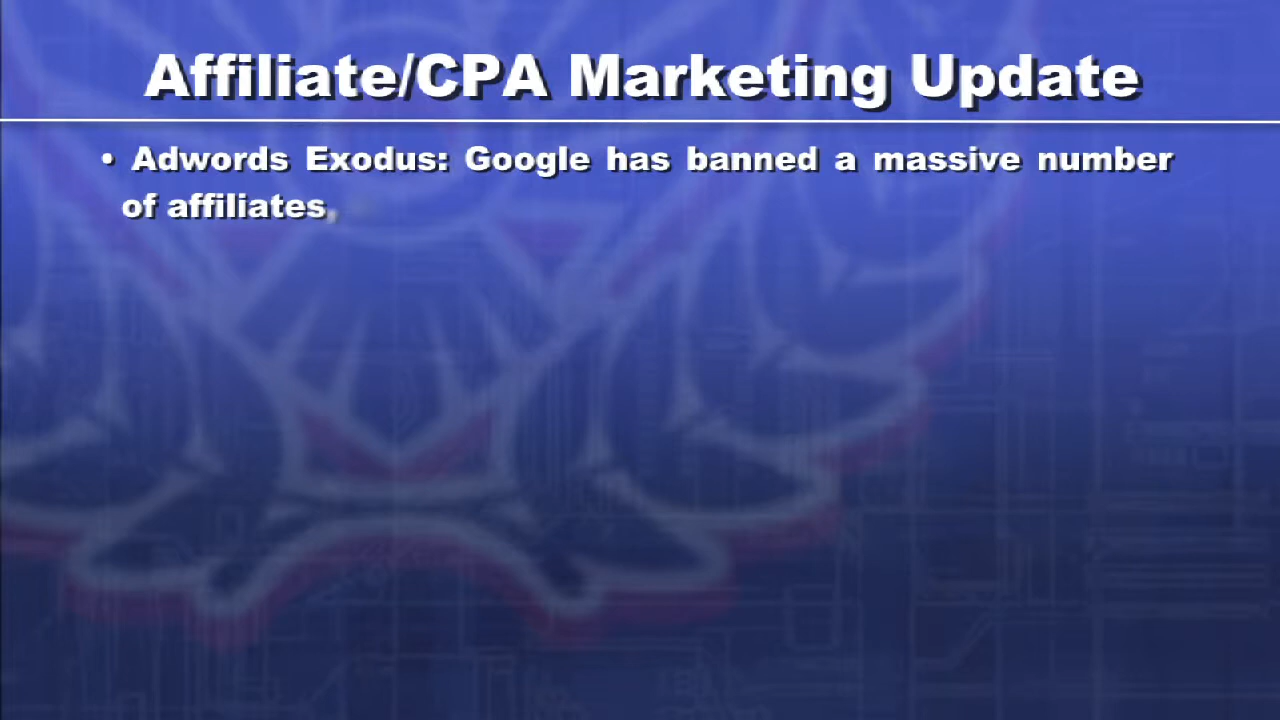 Affiliate/CPA Marketing Update
• Adwords Exodus: Google has banned a massive number
of affiliates,